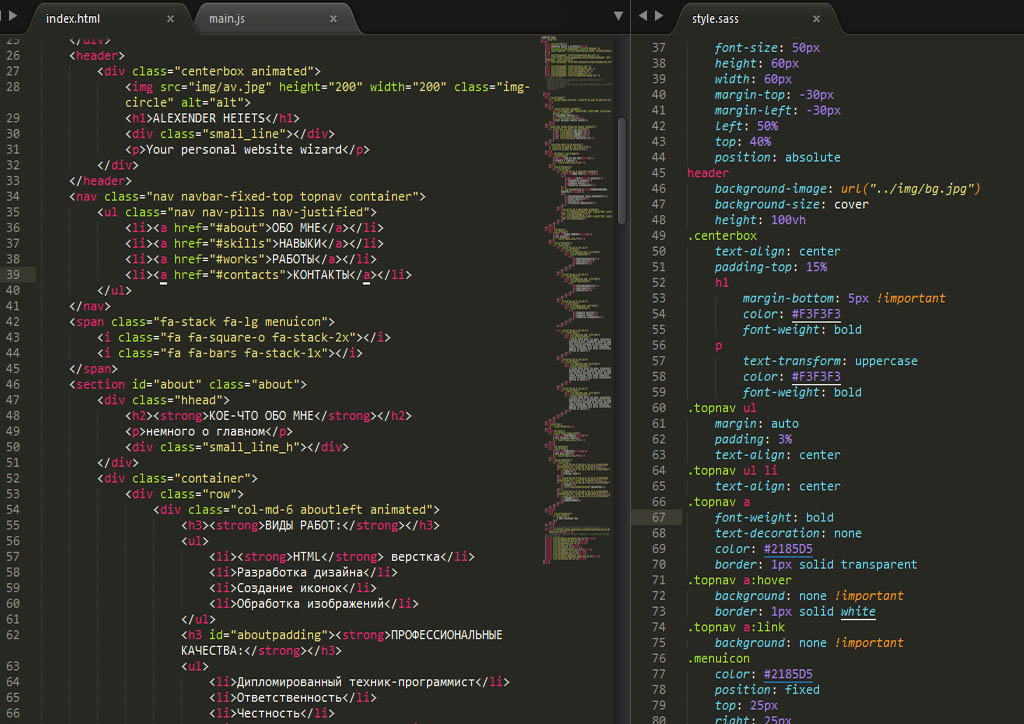 index.html
main.js
25 </div>
26 <header>
27 <div class="centerbox animated">
28 <img src="img/av.jpg" height="200" width="200" class="img-
circle" alt="alt">
29 <h1>ALEXENDER HEIETS</h1>
30 <div class="small_line"></div>
31 <p>Your personal website wizard</p>
32 </div>
33 </header>
34 <nav class="nav navbar-fixed-top topnav container">
35 <ul class="nav nav-pills nav-justified">
36 <li><a href="#about">ОБО МНЕ</a></li>
37 <li><a href="#skills">НАВЫКИ</a></li>
38 <li><a href="#works">РАБОТЫ</a></li>
39 <li><a href="#contacts">КОНТАКТЫ</a></li>
40 </ul>
41 </nav>
42 <span class="fa-stack fa-lg menuicon">
43 <i class="fa fa-square-o fa-stack-2x"></i>
44 <i class="fa fa-bars fa-stack-1x"></i>
45 </span>
46 <section id="about" class="about">
47 <div class="hhead">
48 <h2><strong>КОЕ-ЧТО ОБО МНЕ</strong></h2>
49 <p>немного о главном</p>
50 <div class="small_line_h"></div>
51 </div>
52 <div class="container">
53 <div class="row">
54 <div class="col-md-6 aboutleft animated">
55 <h3><strong>ВИДЫ РАБОТ:</strong></h3>
56 <ul>
57 <li><strong>HTML</strong> верстка</li>
58 <li>Разработка дизайна</li>
59 <li>Создание иконок</li>
60 <li>Обработка изображений</li>
61 </ul>
62 <h3 id="aboutpadding"><strong>ПРОФЕССИОНАЛЬНЫЕ
КАЧЕСТВА:</strong></h3>
63 <ul>
64 <li>Дипломированный техник-программист</li>
65 <li>Ответственность</li>
66 <li>Честность</li>
style.sass
37 font-size: 50px
38 height: 60px
39 width: 60px
40 margin-top: -30px
41 margin-left: -30px
42 left: 50%
43 top: 40%
44 position: absolute
45 header
46 background-image: url("../img/bg.jpg")
47 background-size: cover
48 height: 100vh
49 .centerbox
50 text-align: center
51 padding-top: 15%
52 h1
53 margin-bottom: 5px !important
54 color: #F3F3F3
55 font-weight: bold
56 p
57 text-transform: uppercase
58 color: #F3F3F3
59 font-weight: bold
60 .topnav ul
61 margin: auto
62 padding: 3%
63 text-align: center
64 .topnav ul li
65 text-align: center
66 .topnav a
67 font-weight: bold
68 text-decoration: none
69 color: #2185D5
70 border: 1px solid transparent
71 .topnav a:hover
72 background: none !important
73 border: 1px solid white
74 .topnav a:link
75 background: none !important
76 .menuicon
77 color: #2185D5
78 position: fixed
79 top: 25px
80 right: 25px